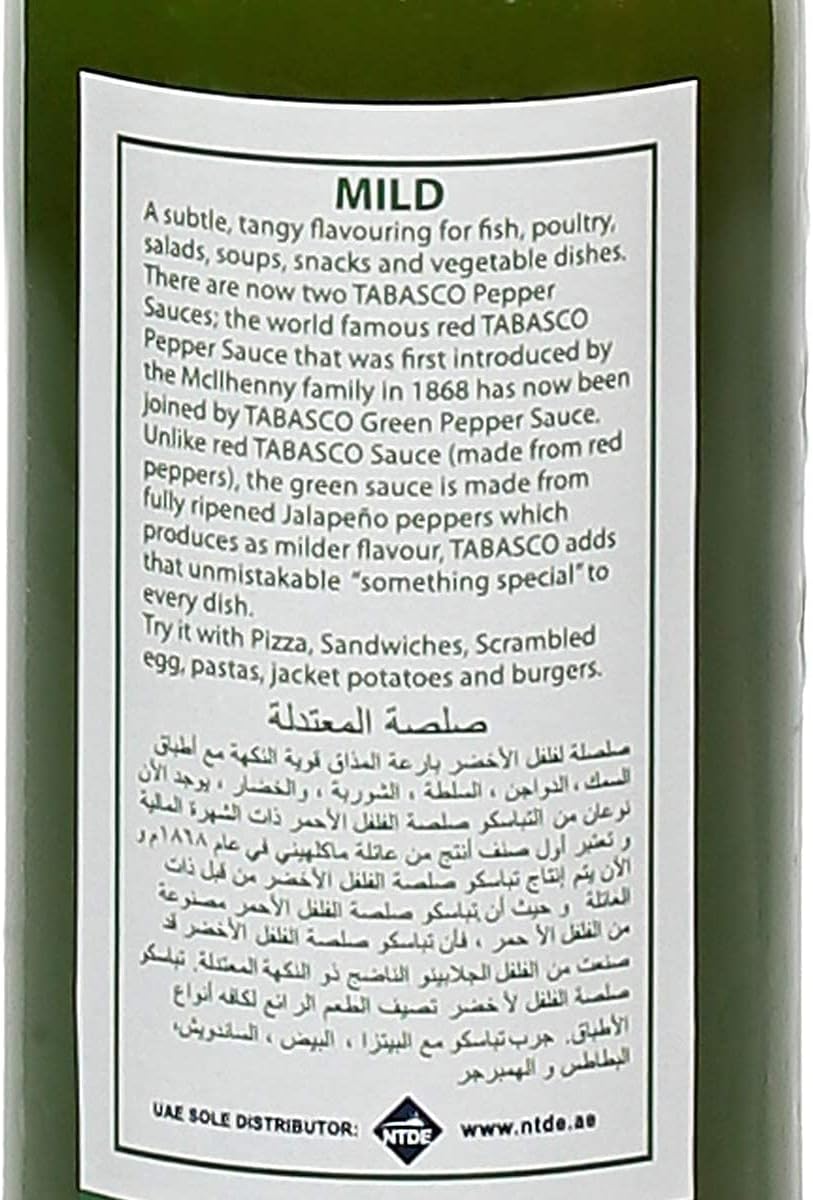 MILD
A subtle, tangy flavouring for fish, poultry,
salads, soups, snacks and vegetable dishes.
There are now two TABASCO Pepper
Sauces; the world famous red TABASCO
Pepper Sauce that was first introduced by
the McIlhenny family in 1868 has now been
Joined by TABASCO Green Pepper Sauce.
Unlike red TABASCO Sauce (made from red
peppers), the green sauce is made from
fully ripened Jalapeño peppers which
produces as milder flavour, TABASCO adds
that unmistakable "something special" to
every dish.
Try it with Pizza, Sandwiches, Scrambled
egg, pastas, jacket potatoes and burgers.
صلصة المعتدلة
صلصلة لفلفل الأخضر بارعة المذاق قوية النكهة مع أطباق
السمك ، الدواجن ، السلطة ، الشوربة ، والخضار ، يوجد الآن
نوعان من التباسكو صلصة الفلفل الأحمر ذات الشهرة العالية
و تعتبر أول صنف أنتج من عائلة ماكلهيني في عام ١٨٦٨م و
الآن يتم إنتاج تباسكو صلصة الفلفل الأخضر من قبل ذات
العائلة و حيث أن تباسكو صلصة الفلفل الأحمر مصنوعة
من الفلفل الأ حمر ، فأن تباسكو صلصة الفلفل الأخضر قد
صنعت من الفلفل الجلابينو الناضج ذو النكهة المعتدلة. تباسكو
صلصة الفلفل لأ خضر تضيف الطعم الر ائع لكافه أنواع
الأطباق. جرب تباسكو مع البيتزا ، البيض ، الساندويش،
البطاطس و الهمبرجر
UAE SOLE DISTRIBUTOR: NTDE www.ntde.ae